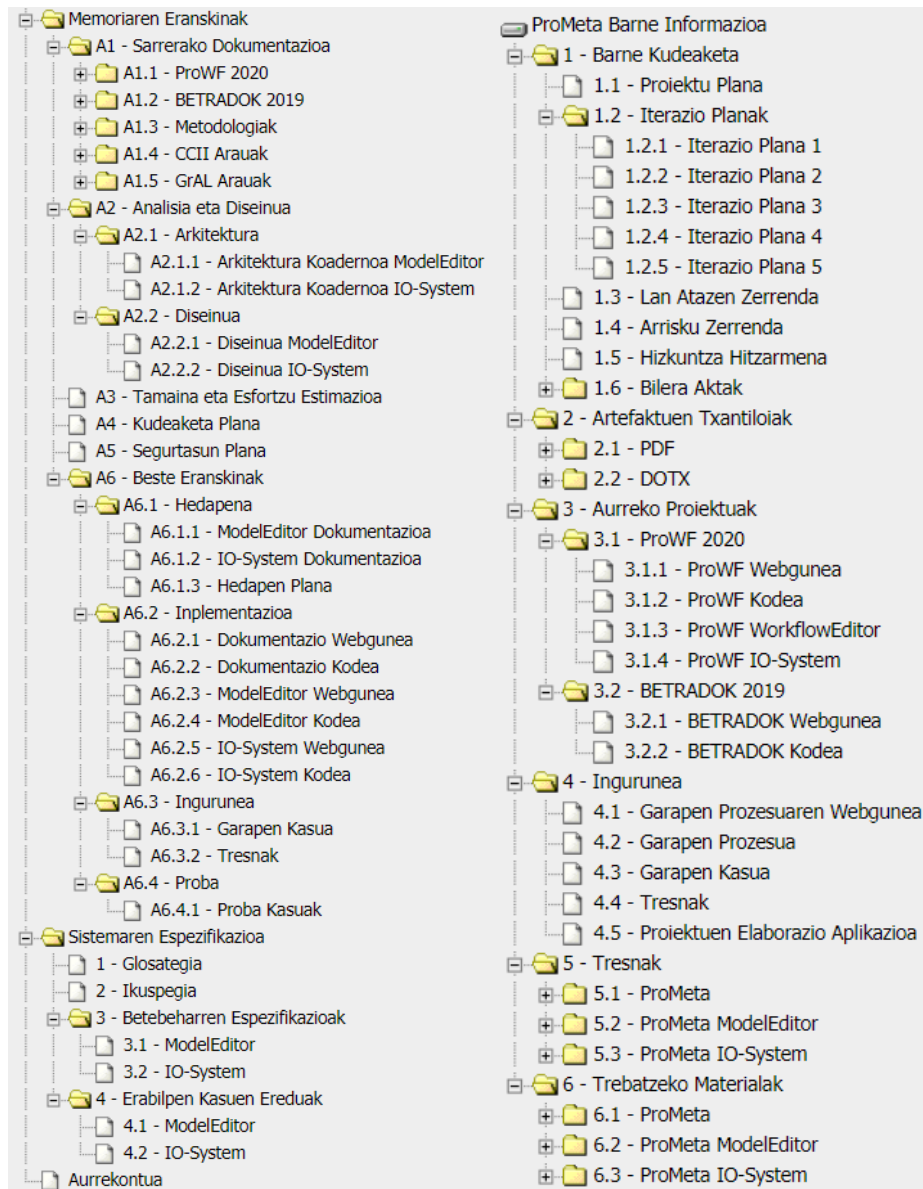 Memoriaren Eranskinak
A1 - Sarrerako Dokumentazioa
A1.1 - ProWF 2020
A1.2 - BETRADOK 2019
A1.3 - Metodologiak
A1.4 - CCII Arauak
A1.5 - GrAL Arauak
A2 - Analisia eta Diseinua
A2.1 - Arkitektura
A2.1.1 - Arkitektura Koadernoa ModelEditor
A2.1.2 - Arkitektura Koadernoa IO-System
A2.2 - Diseinua
A2.2.1 - Diseinua ModelEditor
A2.2.2 - Diseinua IO-System
A3 - Tamaina eta Esfortzu Estimazioa
A4 - Kudeaketa Plana
A5 - Segurtasun Plana
A6 - Beste Eranskinak
A6.1 - Hedapena
A6.1.1 - ModelEditor Dokumentazioa
A6.1.2 - IO-System Dokumentazioa
A6.1.3 - Hedapen Plana
A6.2 - Inplementazioa
A6.2.1 - Dokumentazio Webgunea
A6.2.2 - Dokumentazio Kodea
A6.2.3 - ModelEditor Webgunea
A6.2.4 - ModelEditor Kodea
A6.2.5 - IO-System Webgunea
A6.2.6 - IO-System Kodea
A6.3 - Ingurunea
A6.3.1 - Garapen Kasua
A6.3.2 - Tresnak
A6.4 - Proba
A6.4.1 - Proba Kasuak
Sistemaren Espezifikazioa
1 - Glosategia
2 - Ikuspegia
3 - Betebeharren Espezifikazioak
3.1 - ModelEditor
3.2 - IO-System
4 - Erabilpen Kasuen Ereduak
4.1 - ModelEditor
4.2 - IO-System
Aurrekontua
ProMeta Barne Informazioa
1 - Barne Kudeaketa
1.1 - Proiektu Plana
1.2 - Iterazio Planak
1.2.1 - Iterazio Plana 1
1.2.2 - Iterazio Plana 2
1.2.3 - Iterazio Plana 3
1.2.4 - Iterazio Plana 4
1.2.5 - Iterazio Plana 5
1.3 - Lan Atazen Zerrenda
1.4 - Arrisku Zerrenda
1.5 - Hizkuntza Hitzarmena
1.6 - Bilera Aktak
2 - Artefaktuen Txantiloiak
2.1 - PDF
2.2 - DOTX
3 - Aurreko Proiektuak
3.1 - ProWF 2020
3.1.1 - ProWF Webgunea
3.1.2 - ProWF Kodea
3.1.3 - ProWF WorkflowEditor
3.1.4 - ProWF IO-System
3.2 - BETRADOK 2019
3.2.1 - BETRADOK Webgunea
3.2.2 - BETRADOK Kodea
4 - Ingurunea
4.1 - Garapen Prozesuaren Webgunea
4.2 - Garapen Prozesua
4.3 - Garapen Kasua
4.4 - Tresnak
4.5 - Proiektuen Elaborazio Aplikazioa
5 - Tresnak
5.1 - ProMeta
5.2 - ProMeta ModelEditor
5.3 - ProMeta IO-System
6 - Trebatzeko Materialak
6.1 - ProMeta
6.2 - ProMeta ModelEditor
6.3 - ProMeta IO-System